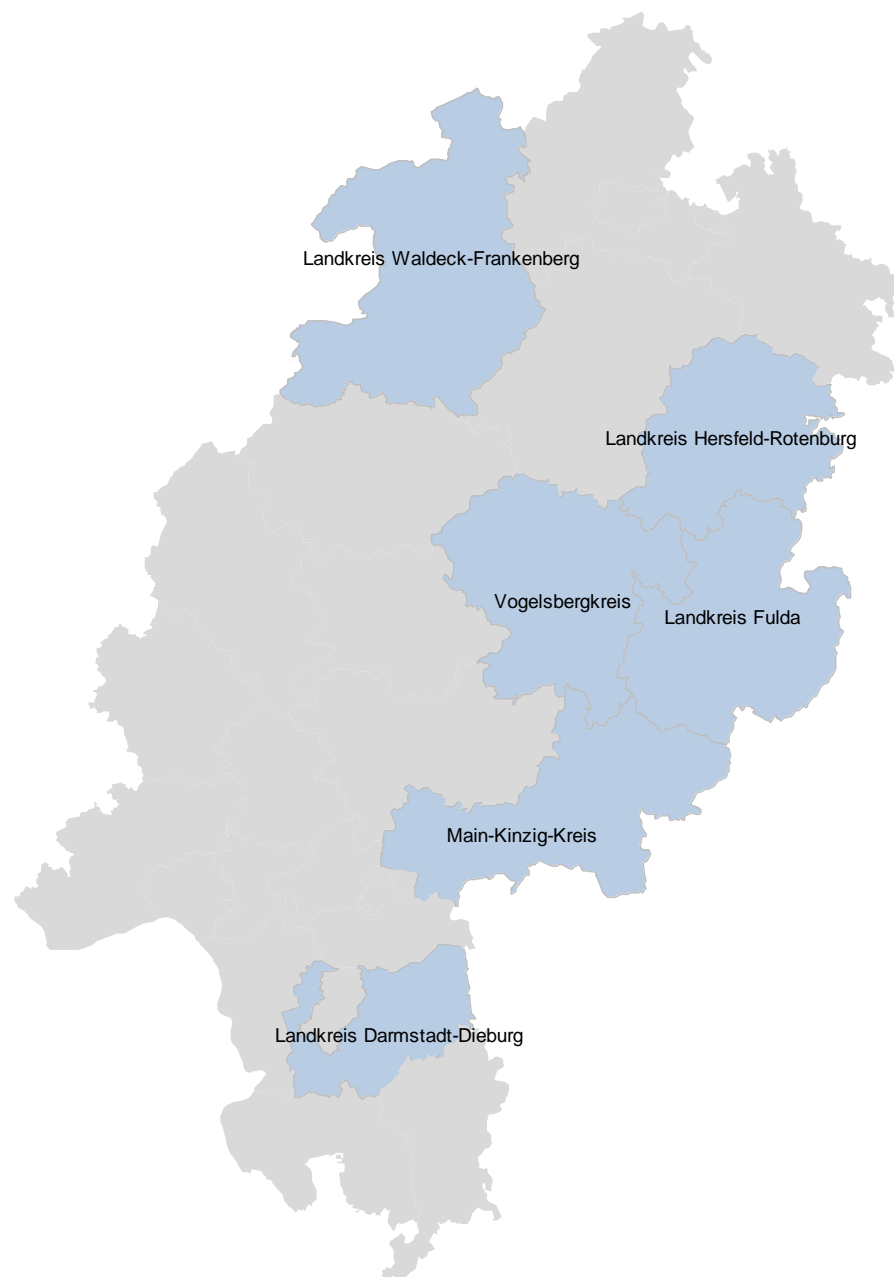 Landkreis Waldeck-Frankenberg
Landkreis Hersfeld-Rotenburg
Vogelsbergkreis
Landkreis Fulda
Main-Kinzig-Kreis
Landkreis Darmstadt-Dieburg